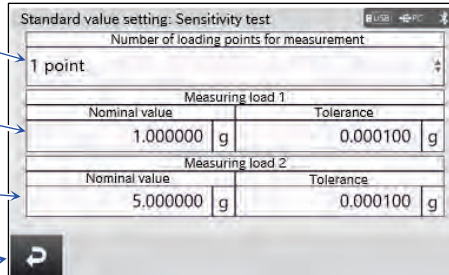 Standard value setting: Sensitivity test USB PC
Number of loading points for measurement
1 point
Measuring load 1
Nominal value Tolerance
1.000000 g 0.000100 g
Measuring load 2
Nominal value Tolerance
5.000000 g 0.000100 g